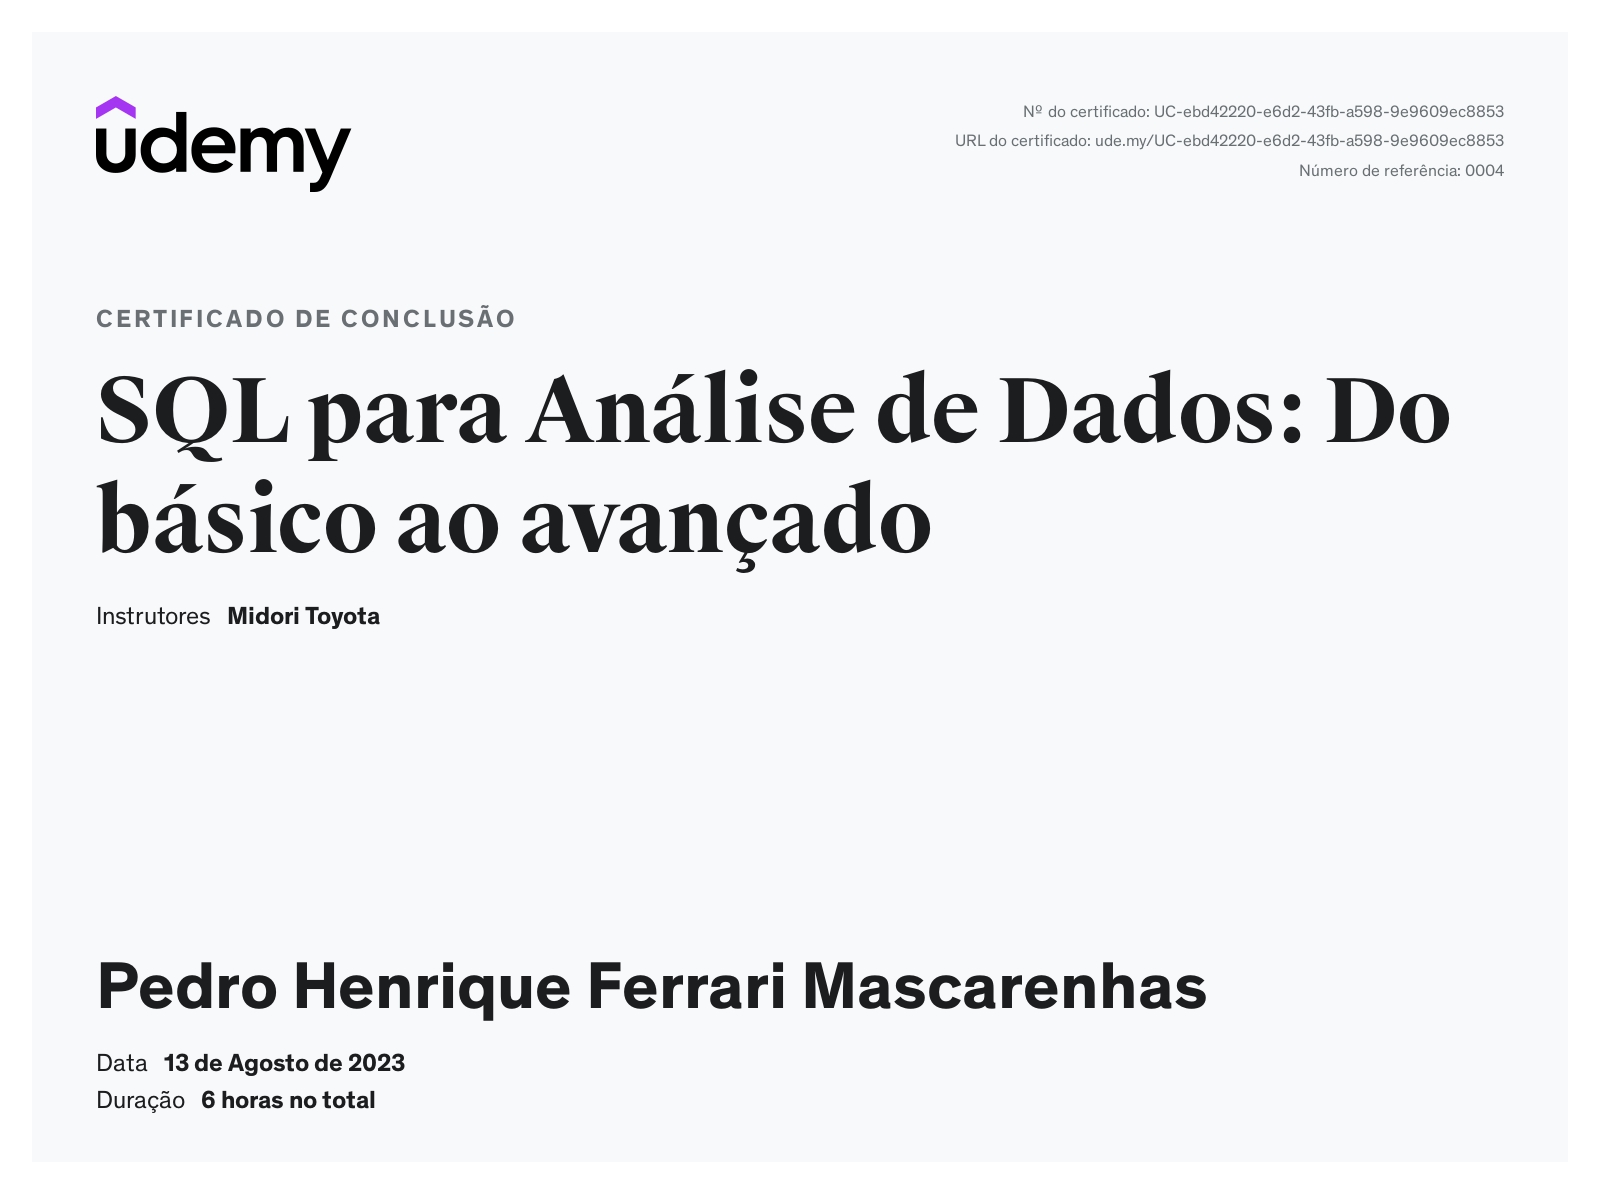 udemy
Nº do certificado: UC-ebd42220-e6d2-43fb-a598-9e9609ec8853
URL do certificado: ude.my/UC-ebd42220-e6d2-43fb-a598-9e9609ec8853
Número de referência: 0004
CERTIFICADO DE CONCLUSÃO
SQL para Análise de Dados: Do
básico ao avançado
Instrutores Midori Toyota
Pedro Henrique Ferrari Mascarenhas
Data 13 de Agosto de 2023
Duração 6 horas no total